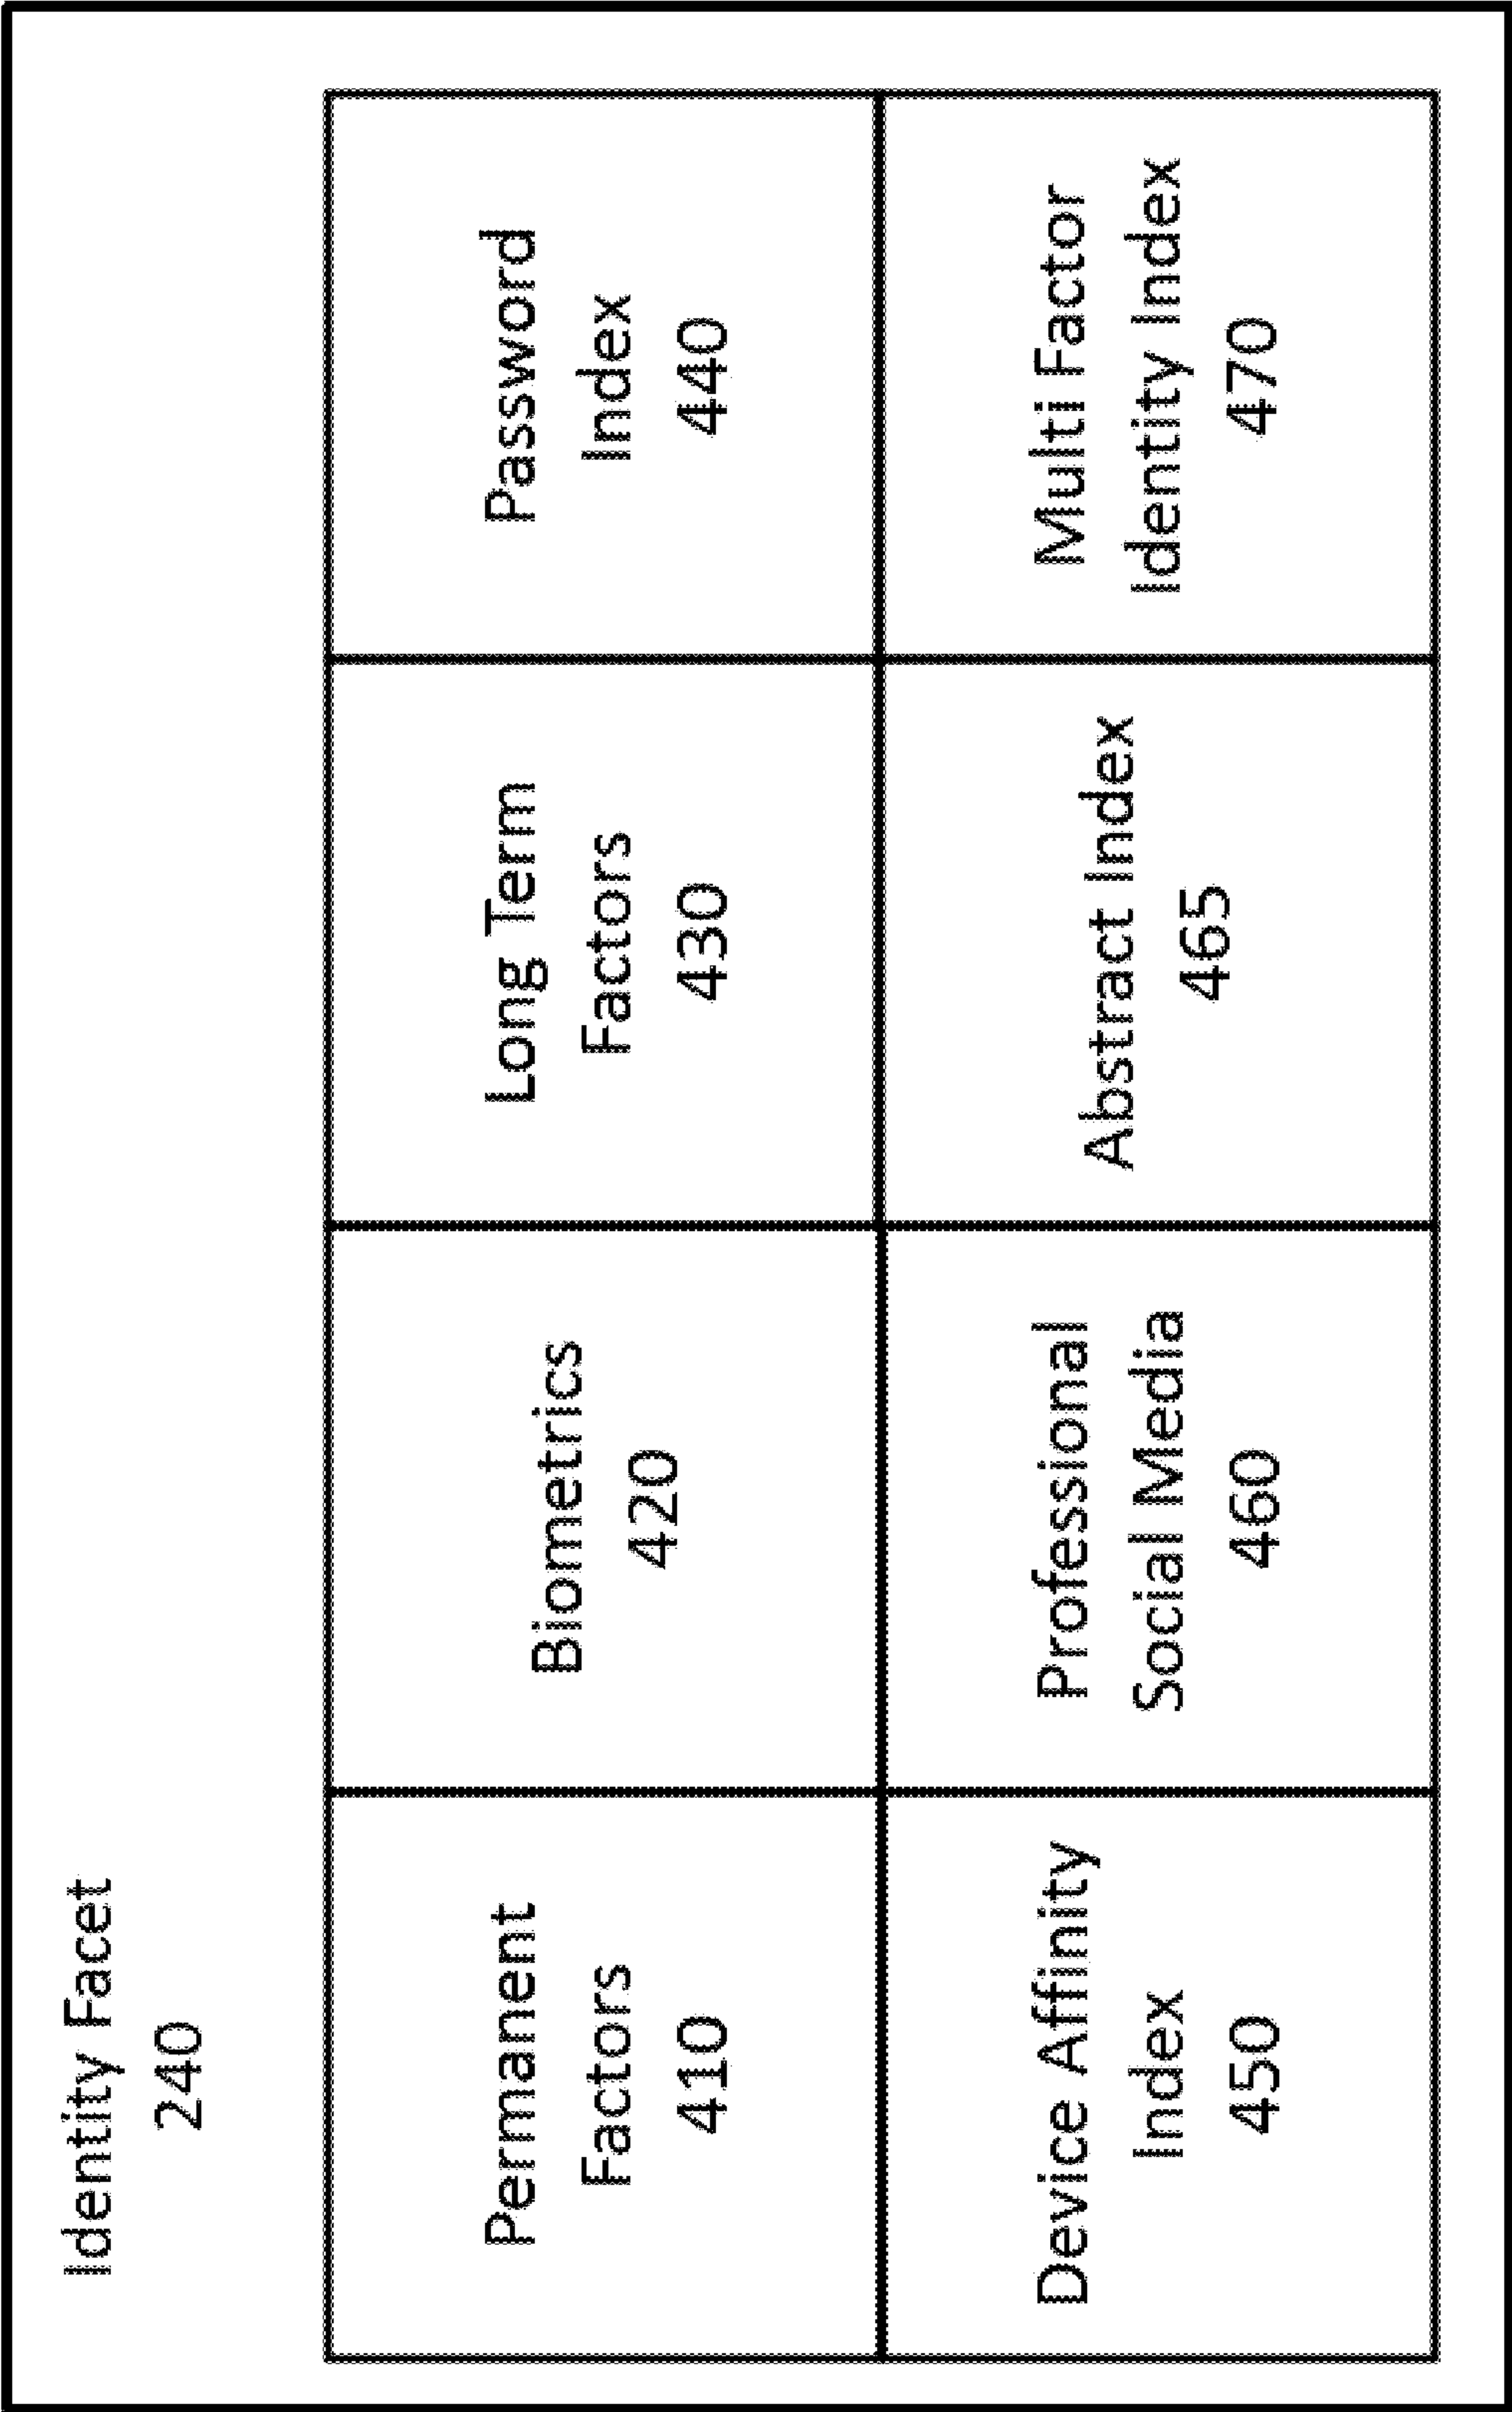 Identity Facet
240
Permanent
Factors
410
Biometrics
420
Long Term
Factors
430
Password
Index
440
Device Affinity
Index
450
Professional
Social Media
460
Abstract Index
465
Multi Factor
Identity Index
470